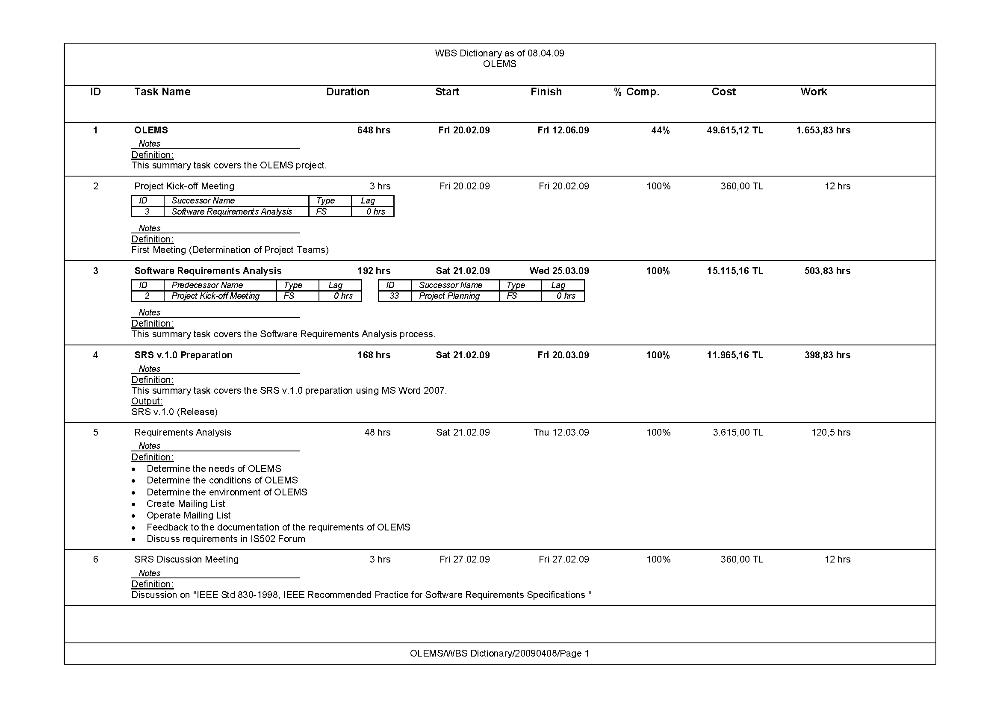 WBS Dictionary as of 08.04.09
OLEMS
ID Task Name Duration Start Finish % Comp. Cost Work
1 OLEMS 648 hrs Fri 20.02.09 Fri 12.06.09 44% 49.615,12 TL 1.653,83 hrs
Notes
Definition:
This summary task covers the OLEMS project.
2 Project Kick-off Meeting 3 hrs Fri 20.02.09 Fri 20.02.09 100% 360,00 TL 12 hrs
ID Successor Name Type Lag
3 Software Requirements Analysis FS 0 hrs
Notes
Definition:
First Meeting (Determination of Project Teams)
3 Software Requirements Analysis 192 hrs Sat 21.02.09 Wed 25.03.09 100% 15.115,16 TL 503,83 hrs
ID Predecessor Name Type Lag ID Successor Name Type Lag
2 Project Kick-off Meeting FS 0 hrs 33 Project Planning FS 0 hrs
Notes
Definition:
This summary task covers the Software Requirements Analysis process.
4 SRS v.1.0 Preparation 168 hrs Sat 21.02.09 Fri 20.03.09 100% 11.965,16 TL 398,83 hrs
Notes
Definition:
This summary task covers the SRS v.1.0 preparation using MS Word 2007.
Output:
SRS v.1.0 (Release)
5 Requirements Analysis 48 hrs Sat 21.02.09 Thu 12.03.09 100% 3.615,00 TL 120,5 hrs
Notes
Definition:
• Determine the needs of OLEMS
• Determine the conditions of OLEMS
• Determine the environment of OLEMS
• Create Mailing List
• Operate Mailing List
• Feedback to the documentation of the requirements of OLEMS
• Discuss requirements in IS502 Forum
6 SRS Discussion Meeting 3 hrs Fri 27.02.09 Fri 27.02.09 100% 360,00 TL 12 hrs
Notes
Definition:
Discussion on "IEEE Std 830-1998, IEEE Recommended Practice for Software Requirements Specifications "
OLEMS/WBS Dictionary/20090408/Page 1